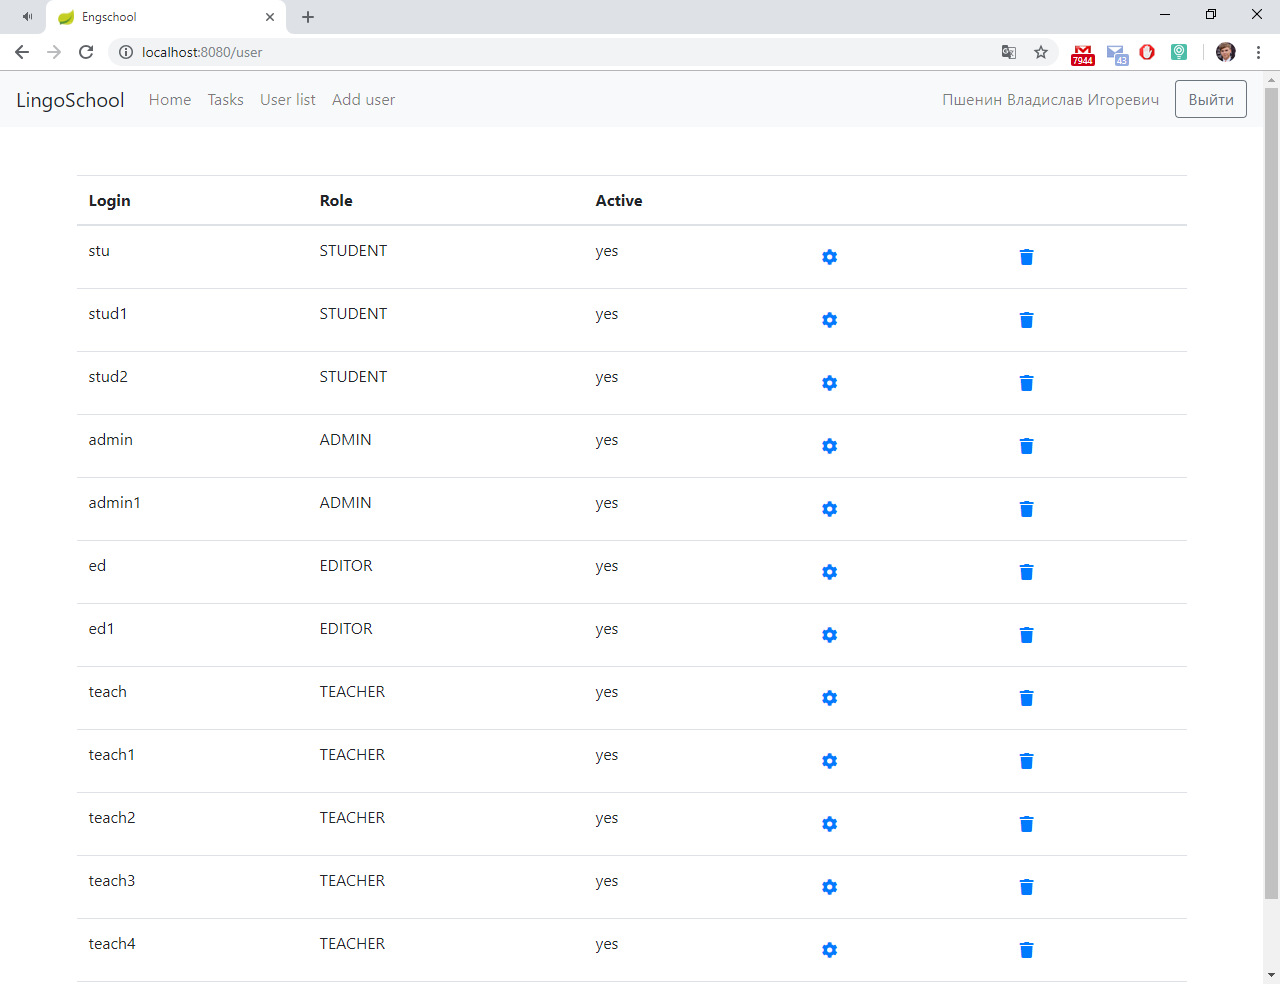 Engschool
localhost:8080/user
7944
43
LingoSchool Home Tasks User list Add user Пшенин Владислав Игоревич Выйти
Login Role Active
stu STUDENT yes
stud1 STUDENT yes
stud2 STUDENT yes
admin ADMIN yes
admin1 ADMIN yes
ed EDITOR yes
ed1 EDITOR yes
teach TEACHER yes
teach1 TEACHER yes
teach2 TEACHER yes
teach3 TEACHER yes
teach4 TEACHER yes